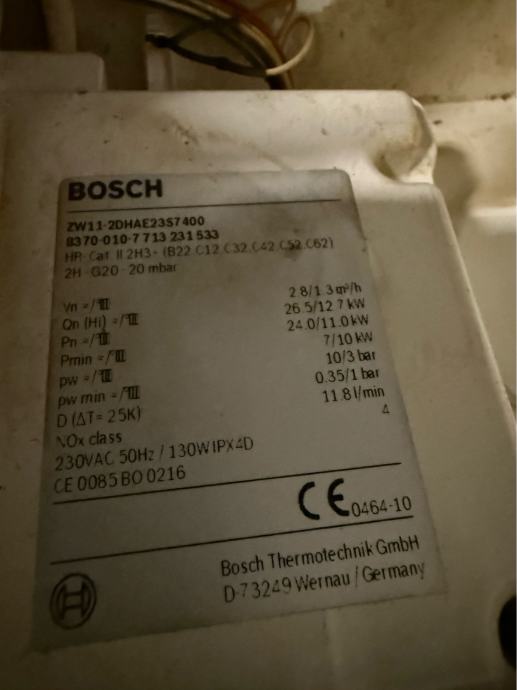 BOSCH
ZW11-2DHAE23S7400
8370-010-7 713 231 533
HR- Cat. II 2H3+ (B22,C12,C32,C42,C52,C62)
2H - G20 - 20 mbar
Vn = / 2.8/1.3 m³/h
Qn (Hi) = / 26.5/12.7 kW
Pn = / 24.0/11.0kW
Pmin = / 7/10 kW
pw = / 10/3 bar
pw min = / 0.35/1 bar
D (ΔT= 25K) 11.8 l/min
NOx class 4
230VAC 50Hz / 130W IPX4D
CE 0085 BO 0216
CE 0464-10
Bosch Thermotechnik GmbH
D-73249 Wernau / Germany